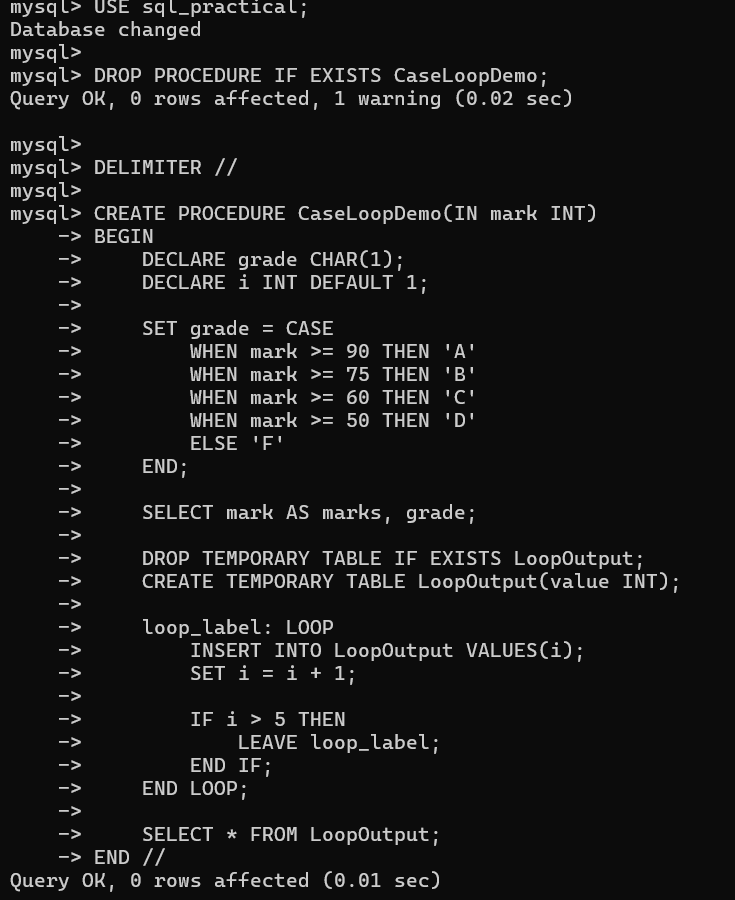 mysql> USE sql_practical;
Database changed
mysql>
mysql> DROP PROCEDURE IF EXISTS CaseLoopDemo;
Query OK, 0 rows affected, 1 warning (0.02 sec)

mysql>
mysql> DELIMITER //
mysql>
mysql> CREATE PROCEDURE CaseLoopDemo(IN mark INT)
    -> BEGIN
    ->     DECLARE grade CHAR(1);
    ->     DECLARE i INT DEFAULT 1;
    ->
    ->     SET grade = CASE
    ->         WHEN mark >= 90 THEN 'A'
    ->         WHEN mark >= 75 THEN 'B'
    ->         WHEN mark >= 60 THEN 'C'
    ->         WHEN mark >= 50 THEN 'D'
    ->         ELSE 'F'
    ->     END;
    ->
    ->     SELECT mark AS marks, grade;
    ->
    ->     DROP TEMPORARY TABLE IF EXISTS LoopOutput;
    ->     CREATE TEMPORARY TABLE LoopOutput(value INT);
    ->
    ->     loop_label: LOOP
    ->         INSERT INTO LoopOutput VALUES(i);
    ->         SET i = i + 1;
    ->
    ->         IF i > 5 THEN
    ->             LEAVE loop_label;
    ->         END IF;
    ->     END LOOP;
    ->
    ->     SELECT * FROM LoopOutput;
    -> END //
Query OK, 0 rows affected (0.01 sec)